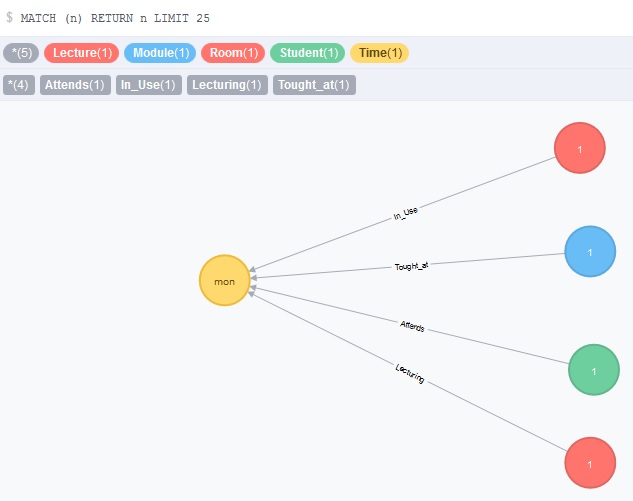 $ MATCH (n) RETURN n LIMIT 25
*(5) Lecture(1) Module(1) Room(1) Student(1) Time(1)
*(4) Attends(1) In_Use(1) Lecturing(1) Tought_at(1)
1
In_Use
1
Tought_at
mon
Attends
1
Lecturing
1